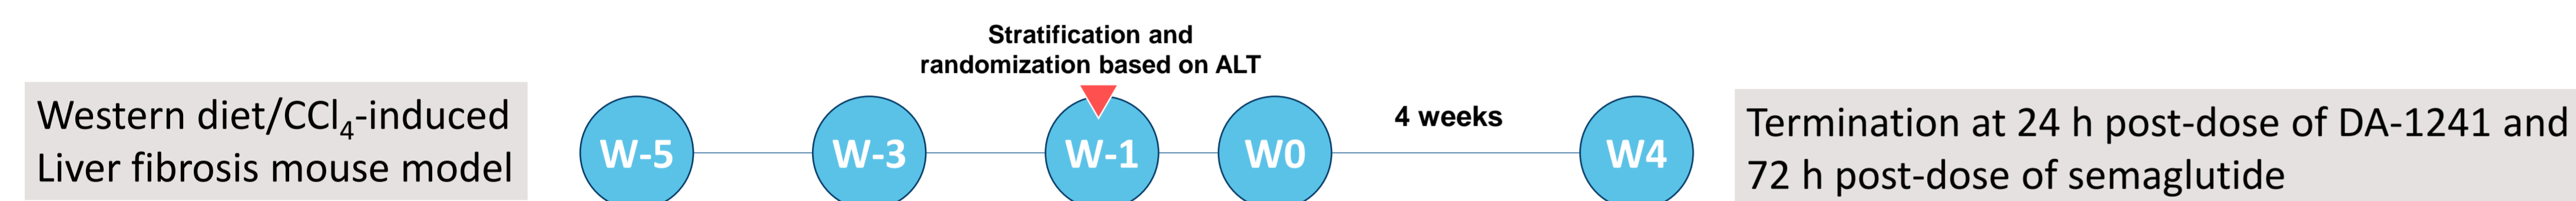 Stratification and
randomization based on ALT
Western diet/CCl₄-induced
Liver fibrosis mouse model
W-5
W-3
W-1
W0
4 weeks
W4
Termination at 24 h post-dose of DA-1241 and
72 h post-dose of semaglutide